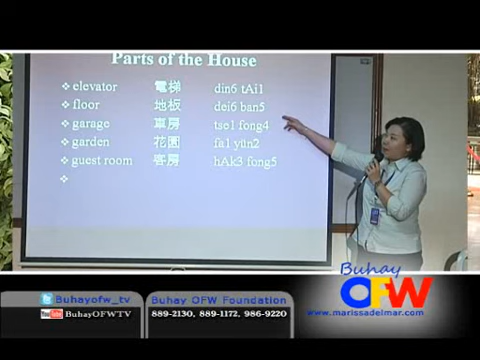 Parts of the House
❖ elevator 電梯 din6 tAi1
❖ floor 地板 dei6 ban5
❖ garage 車房 tse1 fong4
❖ garden 花園 fa1 yün2
❖ guest room 客房 hAk3 fong5
❖
Buhay
OFW
www.marissadelmar.com
Buhayofw_tv
YouTube BuhayOFWTV
Buhay OFW Foundation
889-2130, 889-1172, 986-9220